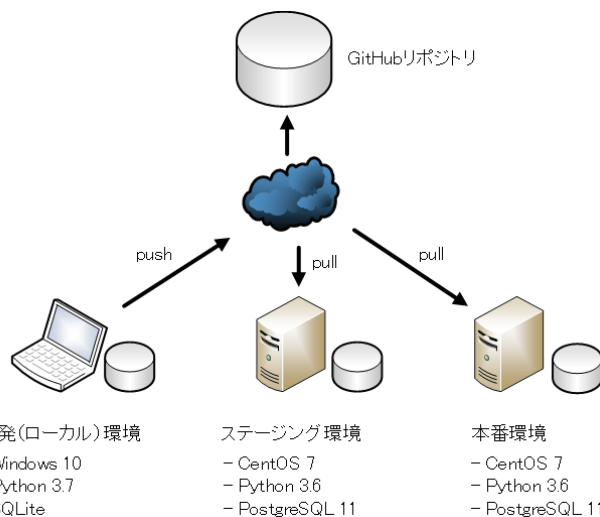 GitHubリポジトリ
push
pull
pull
発(ローカル)環境
Windows 10
Python 3.7
SQLite
ステージング環境
- CentOS 7
- Python 3.6
- PostgreSQL 11
本番環境
- CentOS 7
- Python 3.6
- PostgreSQL 11